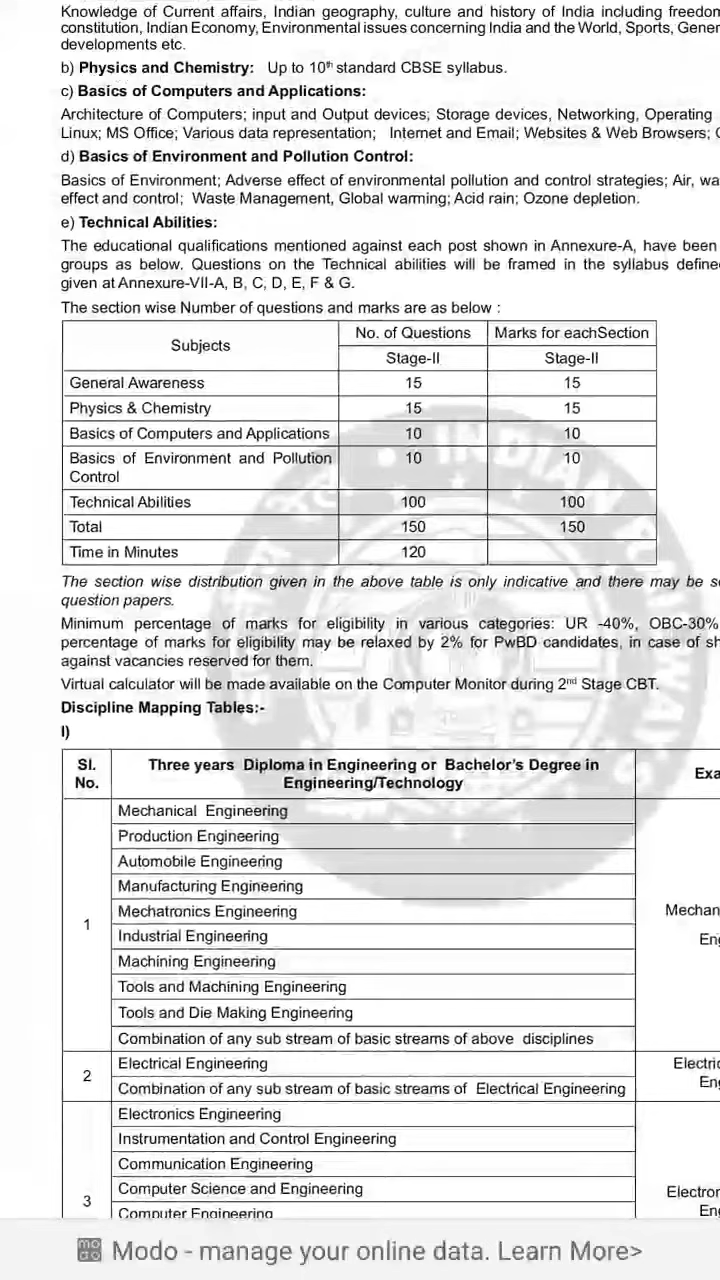 Knowledge of Current affairs, Indian geography, culture and history of India including freedom
constitution, Indian Economy, Environmental issues concerning India and the World, Sports, Gener
developments etc.
b) Physics and Chemistry: Up to 10th standard CBSE syllabus.
c) Basics of Computers and Applications:
Architecture of Computers; input and Output devices; Storage devices, Networking, Operating
Linux; MS Office; Various data representation; Internet and Email; Websites & Web Browsers;
d) Basics of Environment and Pollution Control:
Basics of Environment; Adverse effect of environmental pollution and control strategies; Air, wa
effect and control; Waste Management, Global warming; Acid rain; Ozone depletion.
e) Technical Abilities:
The educational qualifications mentioned against each post shown in Annexure-A, have been
groups as below. Questions on the Technical abilities will be framed in the syllabus define
given at Annexure-VII-A, B, C, D, E, F & G.
The section wise Number of questions and marks are as below :
Subjects No. of Questions Marks for eachSection
Stage-II Stage-II
General Awareness 15 15
Physics & Chemistry 15 15
Basics of Computers and Applications 10 10
Basics of Environment and Pollution Control 10 10
Technical Abilities 100 100
Total 150 150
Time in Minutes 120
The section wise distribution given in the above table is only indicative and there may be s
question papers.
Minimum percentage of marks for eligibility in various categories: UR -40%, OBC-30%
percentage of marks for eligibility may be relaxed by 2% for PwBD candidates, in case of sh
against vacancies reserved for them.
Virtual calculator will be made available on the Computer Monitor during 2nd Stage CBT.
Discipline Mapping Tables:-
I)
Sl. No. Three years Diploma in Engineering or Bachelor's Degree in Engineering/Technology Exa
1
Mechanical Engineering
Production Engineering
Automobile Engineering
Manufacturing Engineering
Mechatronics Engineering
Industrial Engineering
Machining Engineering
Tools and Machining Engineering
Tools and Die Making Engineering
Combination of any sub stream of basic streams of above disciplines
Mechan
Eng
2
Electrical Engineering
Combination of any sub stream of basic streams of Electrical Engineering
Electric
Eng
3
Electronics Engineering
Instrumentation and Control Engineering
Communication Engineering
Computer Science and Engineering
Computer Engineering
Electron
Eng
Modo - manage your online data. Learn More>